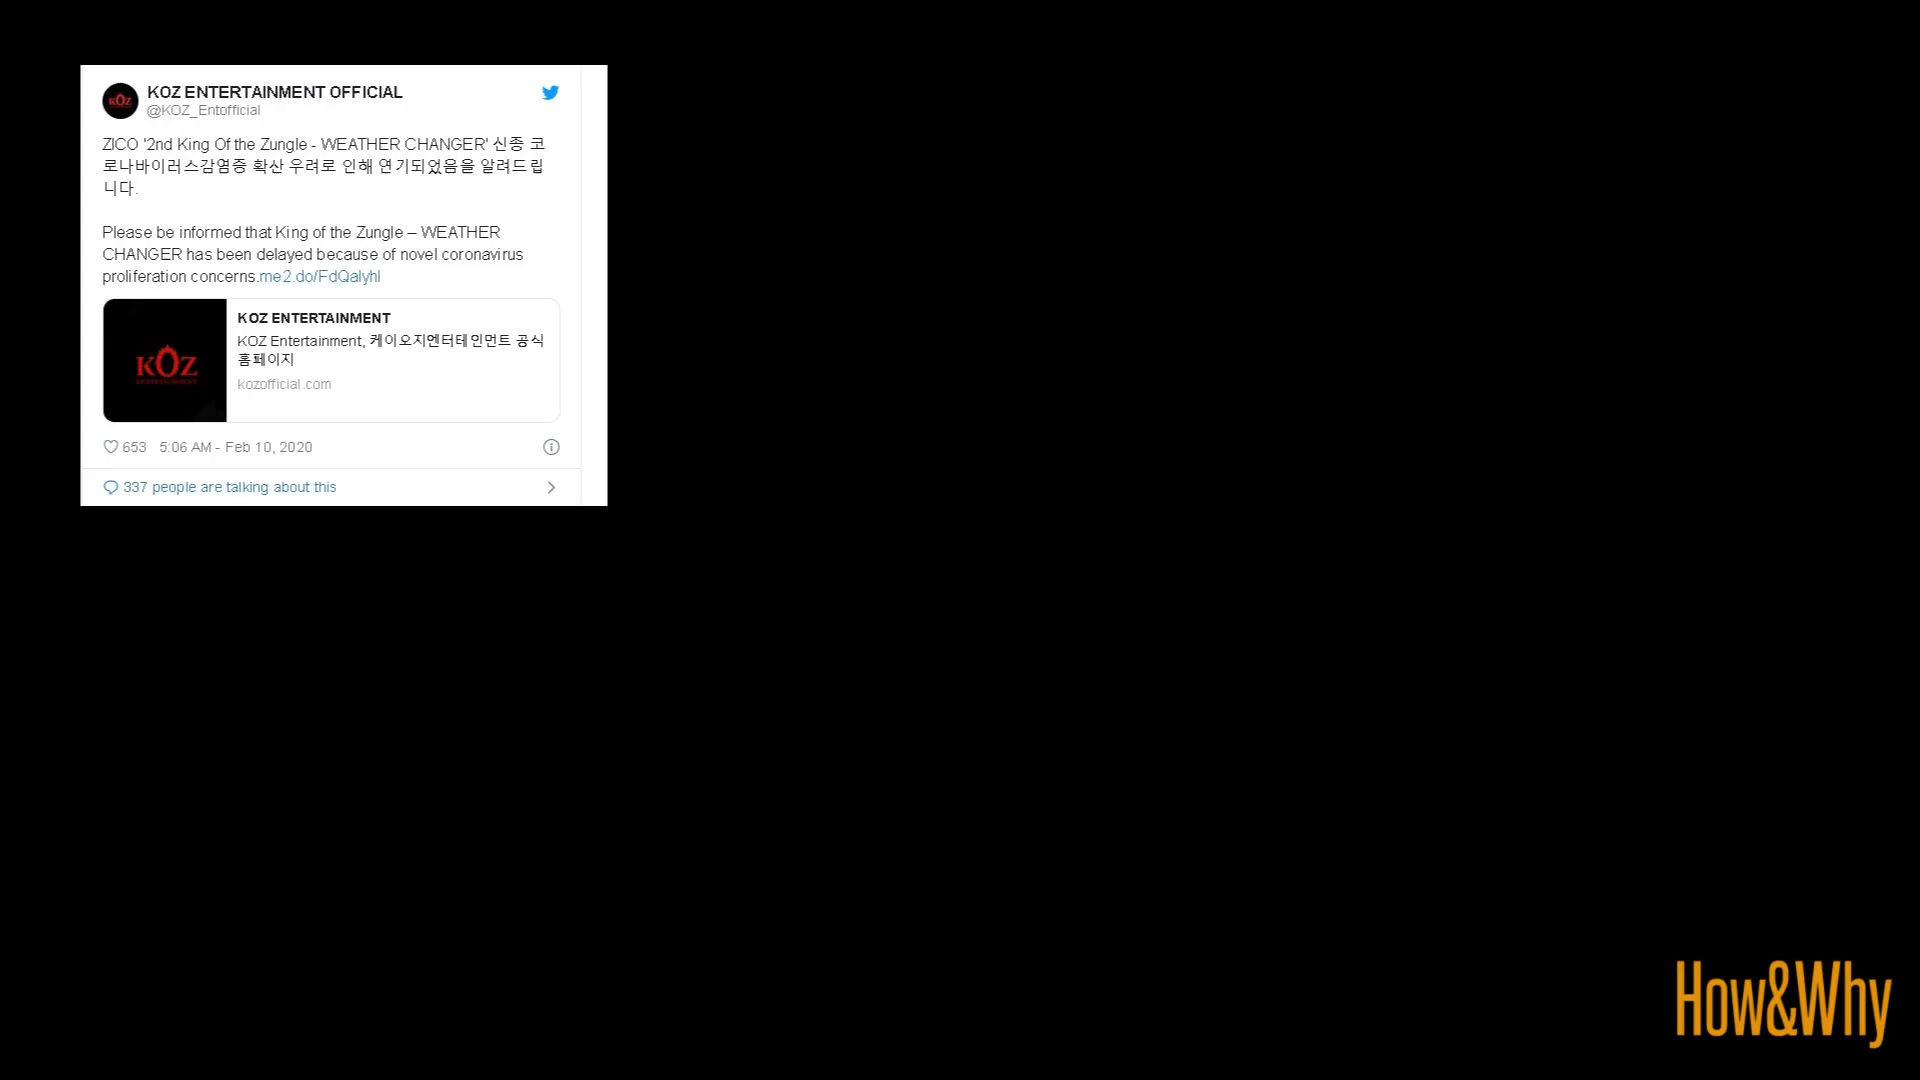 KOZ ENTERTAINMENT OFFICIAL
@KOZ_Entofficial
ZICO '2nd King Of the Zungle - WEATHER CHANGER' 신종 코
로나바이러스감염증 확산 우려로 인해 연기되었음을 알려드립
니다.
Please be informed that King of the Zungle – WEATHER
CHANGER has been delayed because of novel coronavirus
proliferation concerns.me2.do/FdQalyhl
KOZ ENTERTAINMENT
KOZ Entertainment, 케이오지엔터테인먼트 공식
홈페이지
kozofficial.com
KOZ
ENTERTAINMENT
653 5:06 AM - Feb 10, 2020
337 people are talking about this
How&Why